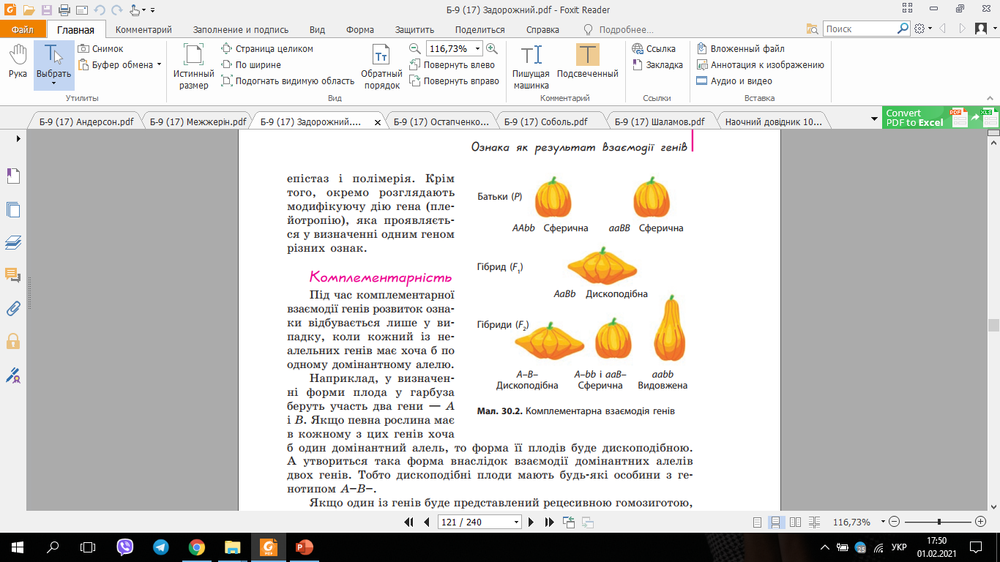 Б-9 (17) Задорожний.pdf - Foxit Reader
Файл
Главная
Комментарий
Заполнение и подпись
Вид
Форма
Защитить
Поделиться
Справка
Подробнее...
Поиск
Рука
Выбрать
Снимок
Буфер обмена
Утилиты
Истинный размер
Страница целиком
По ширине
Подогнать видимую область
Обратный порядок
116,73%
Повернуть влево
Повернуть вправо
Вид
Пишущая машинка
Подсвеченный
Комментарий
Ссылка
Закладка
Ссылки
Вложенный файл
Аннотация к изображению
Аудио и видео
Вставка
Б-9 (17) Андерсон.pdf
Б-9 (17) Межжерін.pdf
Б-9 (17) Задорожний....
Б-9 (17) Остапченко...
Б-9 (17) Соболь.pdf
Б-9 (17) Шаламов.pdf
Наочний довідник 10...
Convert
PDF to Excel
PDF
XLS
Ознака як результат взаємодії генів
епістаз і полімерія. Крім
того, окремо розглядають
модифікуючу дію гена (пле-
йотропію), яка проявляєть-
ся у визначенні одним геном
різних ознак.
Комплементарність
Під час комплементарної
взаємодії генів розвиток озна-
ки відбувається лише у ви-
падку, коли кожний із не-
алельних генів має хоча б по
одному домінантному алелю.
Наприклад, у визначен-
ні форми плода у гарбуза
беруть участь два гени — A
і B. Якщо певна рослина має
в кожному з цих генів хоча
Батьки (P)
AAbb Сферична
aaBB Сферична
Гібрид (F₁)
AaBb Дископодібна
Гібриди (F₂)
A–B–
Дископодібна
A–bb і aaB–
Сферична
aabb
Видовжена
Мал. 30.2. Комплементарна взаємодія генів
б один домінантний алель, то форма її плодів буде дископодібною.
А утвориться така форма внаслідок взаємодії домінантних алелів
двох генів. Тобто дископодібні плоди мають будь-які особини з ге-
нотипом A–B–.
Якщо один із генів буде представлений рецесивною гомозиготою,
121 / 240
116,73%
25
УКР
17:50
01.02.2021